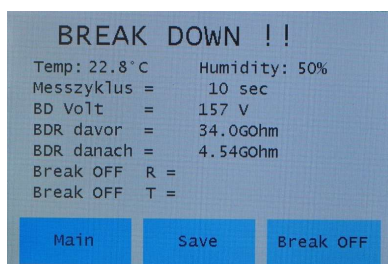 BREAK DOWN !!
Temp: 22.8°C Humidity: 50%
Messzyklus = 10 sec
BD Volt = 157 V
BDR davor = 34.0GOhm
BDR danach = 4.54GOhm
Break OFF R =
Break OFF T =
Main Save Break OFF